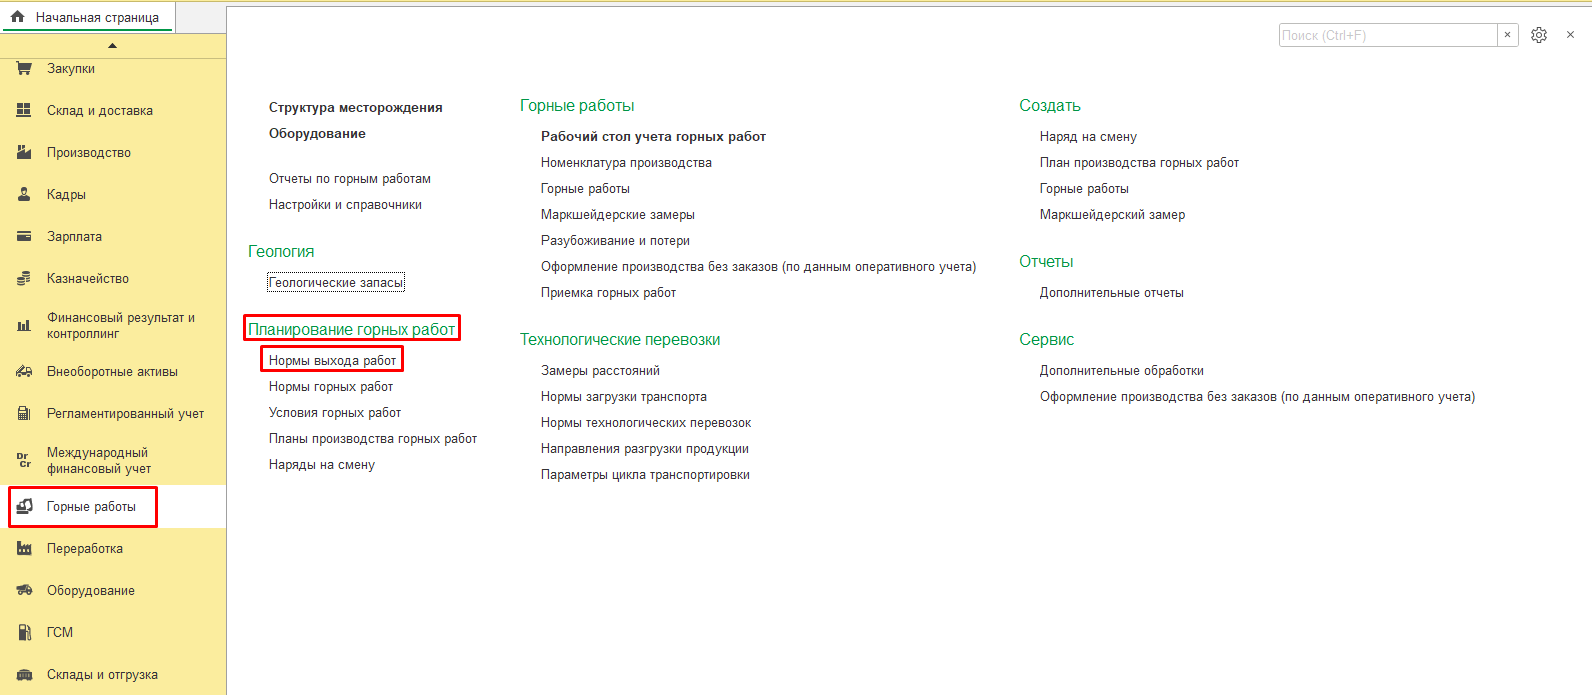 Начальная страница
Закупки
Склад и доставка
Производство
Кадры
Зарплата
Казначейство
Финансовый результат и
контроллинг
Внеоборотные активы
Регламентированный учет
Dr
Cr
Международный
финансовый учет
Горные работы
Переработка
Оборудование
ГСМ
Склады и отгрузка
Поиск (Ctrl+F)
Структура месторождения
Оборудование
Отчеты по горным работам
Настройки и справочники
Геология
Геологические запасы
Планирование горных работ
Нормы выхода работ
Нормы горных работ
Условия горных работ
Планы производства горных работ
Наряды на смену
Горные работы
Рабочий стол учета горных работ
Номенклатура производства
Горные работы
Маркшейдерские замеры
Разубоживание и потери
Оформление производства без заказов (по данным оперативного учета)
Приемка горных работ
Технологические перевозки
Замеры расстояний
Нормы загрузки транспорта
Нормы технологических перевозок
Направления разгрузки продукции
Параметры цикла транспортировки
Создать
Наряд на смену
План производства горных работ
Горные работы
Маркшейдерский замер
Отчеты
Дополнительные отчеты
Сервис
Дополнительные обработки
Оформление производства без заказов (по данным оперативного учета)